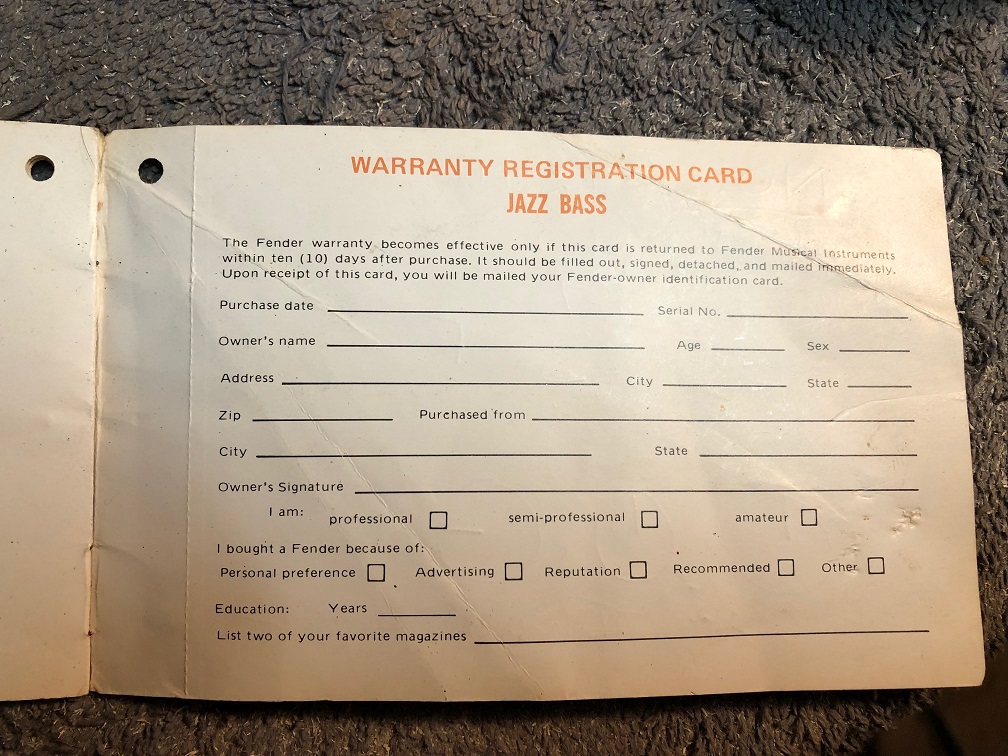 WARRANTY REGISTRATION CARD
JAZZ BASS
The Fender warranty becomes effective only if this card is returned to Fender Musical Instruments
within ten (10) days after purchase. It should be filled out, signed, detached, and mailed immediately.
Upon receipt of this card, you will be mailed your Fender-owner identification card.
Purchase date Serial No.
Owner's name Age Sex
Address City State
Zip Purchased from
City State
Owner's Signature
I am: professional semi-professional amateur
I bought a Fender because of:
Personal preference Advertising Reputation Recommended Other
Education: Years
List two of your favorite magazines